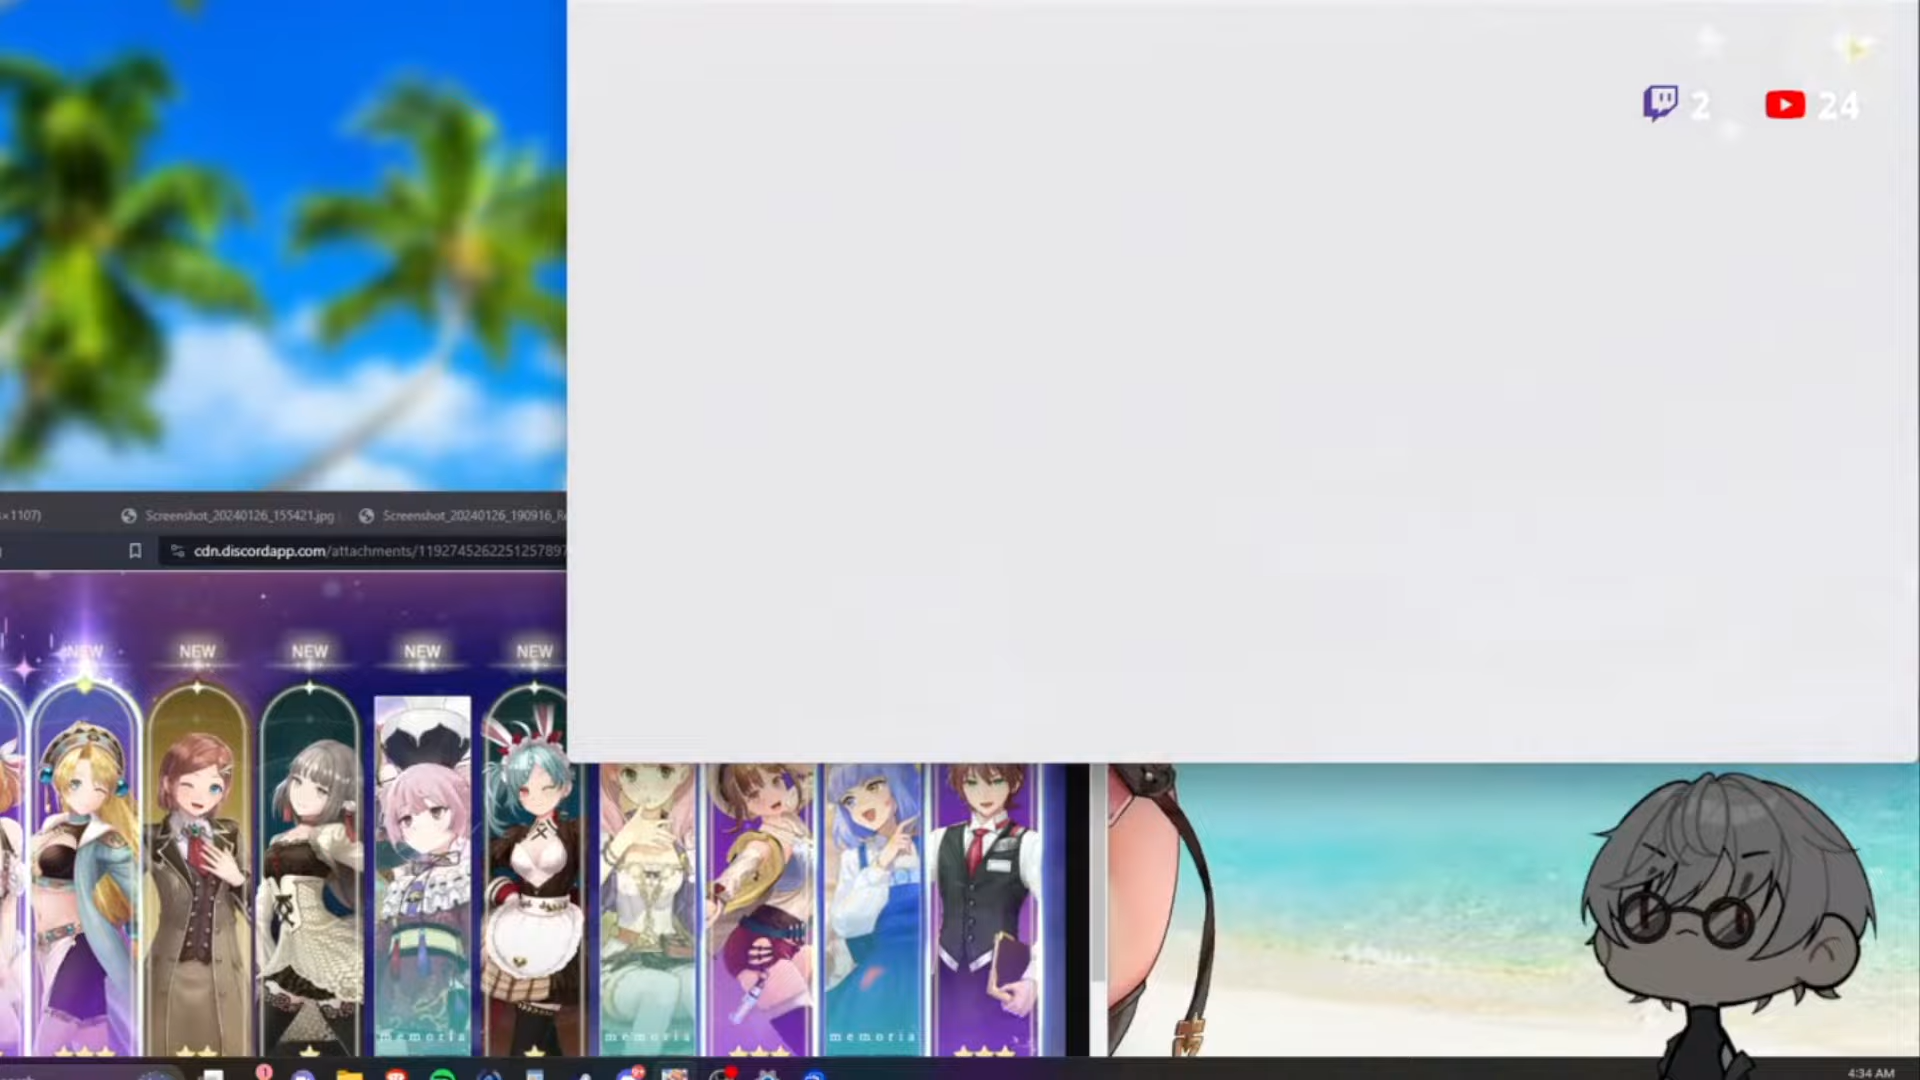 2 24
×1107) Screenshot_20240126_155421.jpg Screenshot_20240126_190916_R
cdn.discordapp.com/attachments/119274526225125789
NEW NEW NEW NEW NEW
memoria memoria memoria
4:34 AM